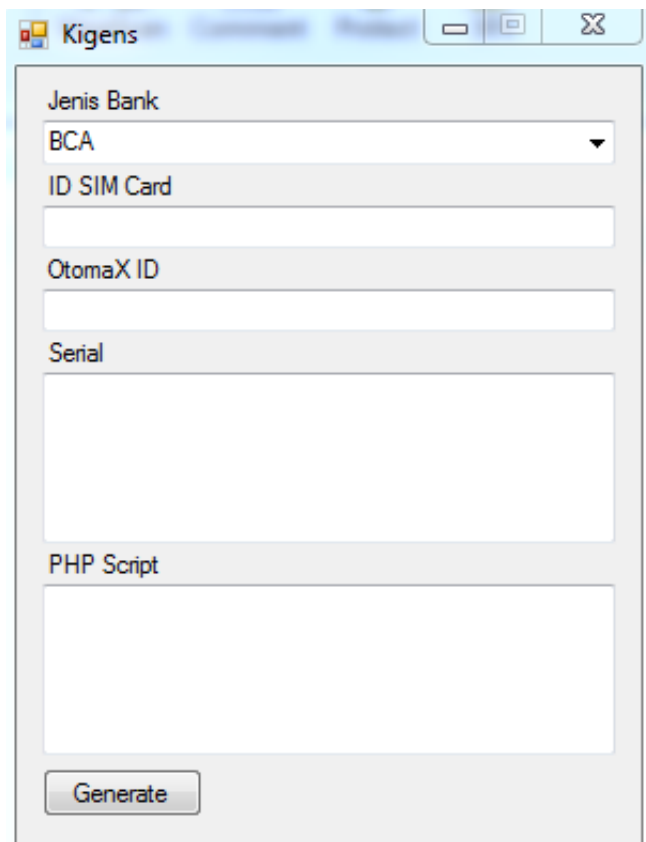 Kigens
Jenis Bank
BCA
ID SIM Card
OtomaX ID
Serial
PHP Script
Generate